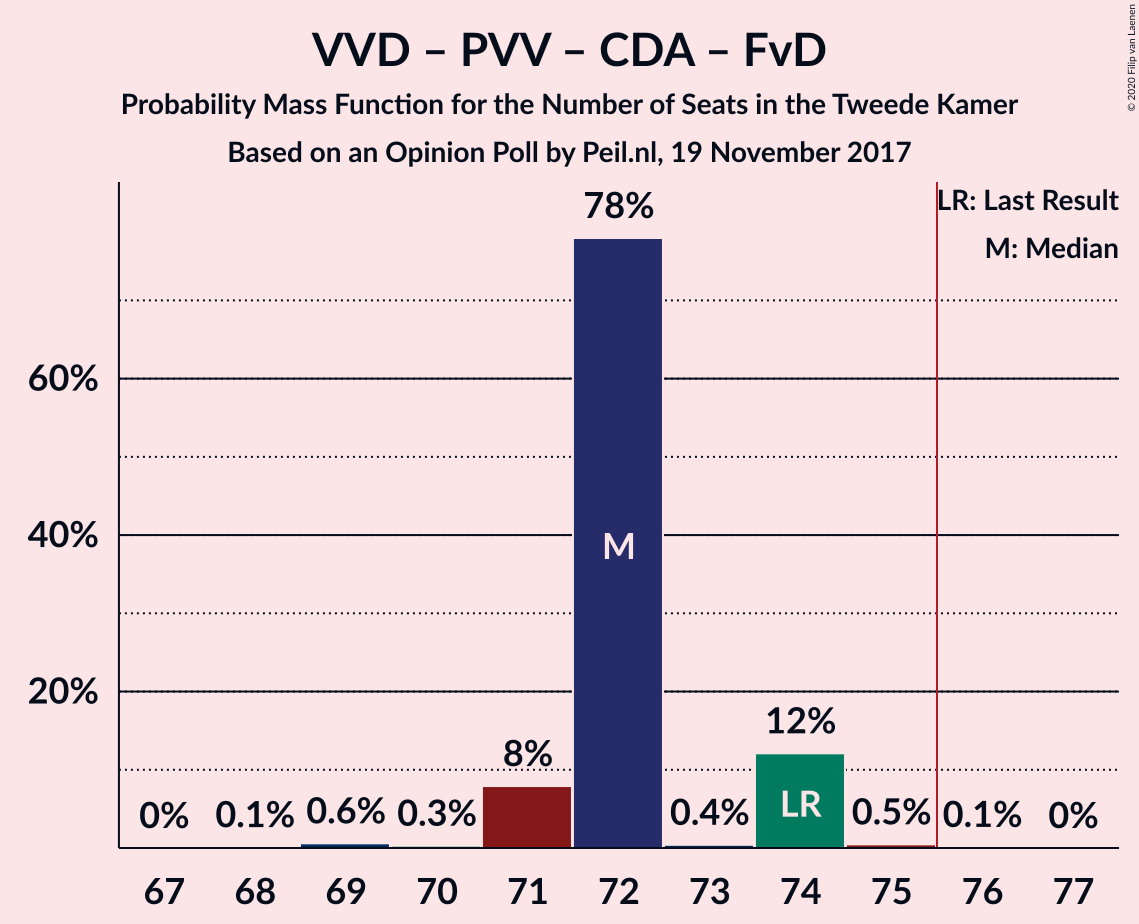 VVD – PVV – CDA – FvD
Probability Mass Function for the Number of Seats in the Tweede Kamer
Based on an Opinion Poll by Peil.nl, 19 November 2017
© 2020 Filip van Laenen
LR: Last Result
M: Median
78%
60%
40%
20%
M
12%
8%
LR
0% 0.1% 0.6% 0.3% 0.4% 0.5% 0.1% 0%
67 68 69 70 71 72 73 74 75 76 77